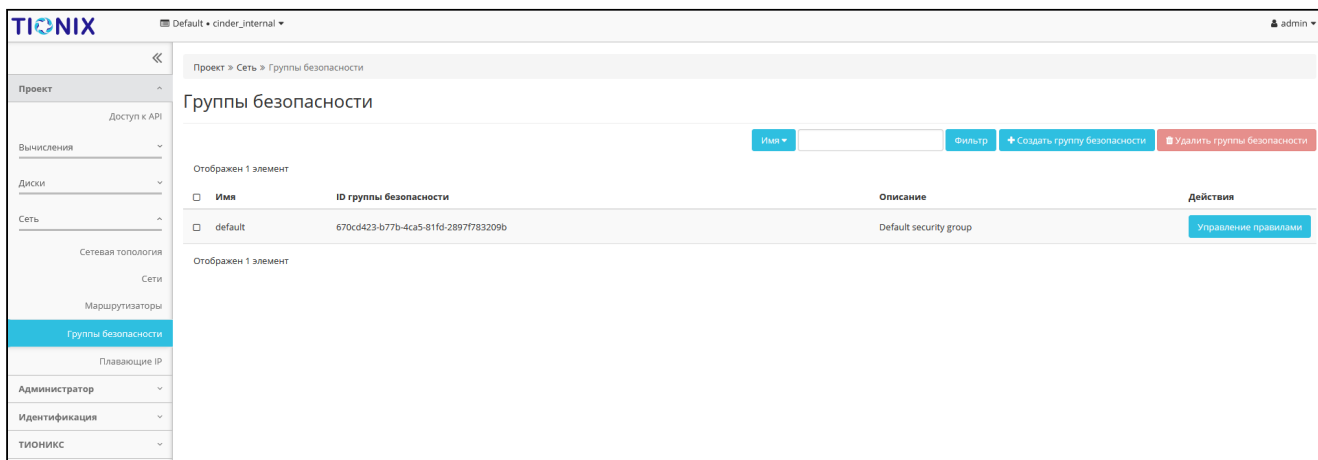 TIONIX
Default • cinder_internal
admin
Проект » Сеть » Группы безопасности
Проект
Доступ к API
Вычисления
Диски
Сеть
Сетевая топология
Сети
Маршрутизаторы
Группы безопасности
Плавающие IP
Администратор
Идентификация
ТИОНИКС
Группы безопасности
Имя Фильтр + Создать группу безопасности Удалить группы безопасности
Отображен 1 элемент
Имя ID группы безопасности Описание Действия
default 670cd423-b77b-4ca5-81fd-2897f783209b Default security group Управление правилами
Отображен 1 элемент